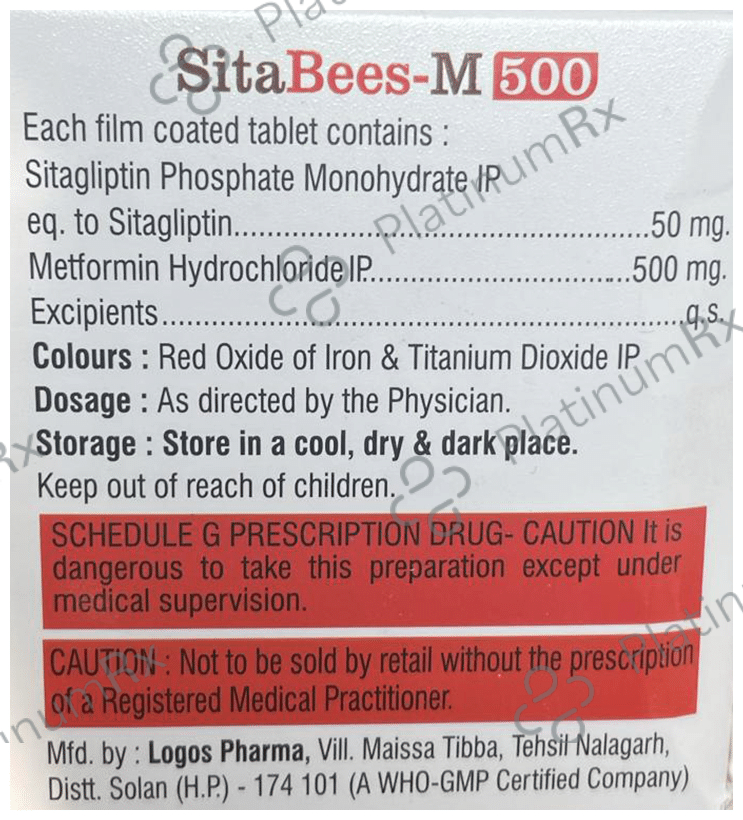 SitaBees-M 500
Each film coated tablet contains :
Sitagliptin Phosphate Monohydrate IP
eq. to Sitagliptin.......................................................50 mg.
Metformin Hydrochloride IP...................................500 mg.
Excipients.....................................................................q.s.
Colours : Red Oxide of Iron & Titanium Dioxide IP
Dosage : As directed by the Physician.
Storage : Store in a cool, dry & dark place.
Keep out of reach of children.
SCHEDULE G PRESCRIPTION DRUG- CAUTION It is
dangerous to take this preparation except under
medical supervision.
CAUTION : Not to be sold by retail without the prescription
of a Registered Medical Practitioner.
Mfd. by : Logos Pharma, Vill. Maissa Tibba, Tehsil Nalagarh,
Distt. Solan (H.P.) - 174 101 (A WHO-GMP Certified Company)
PlatinumRx
PlatinumRx